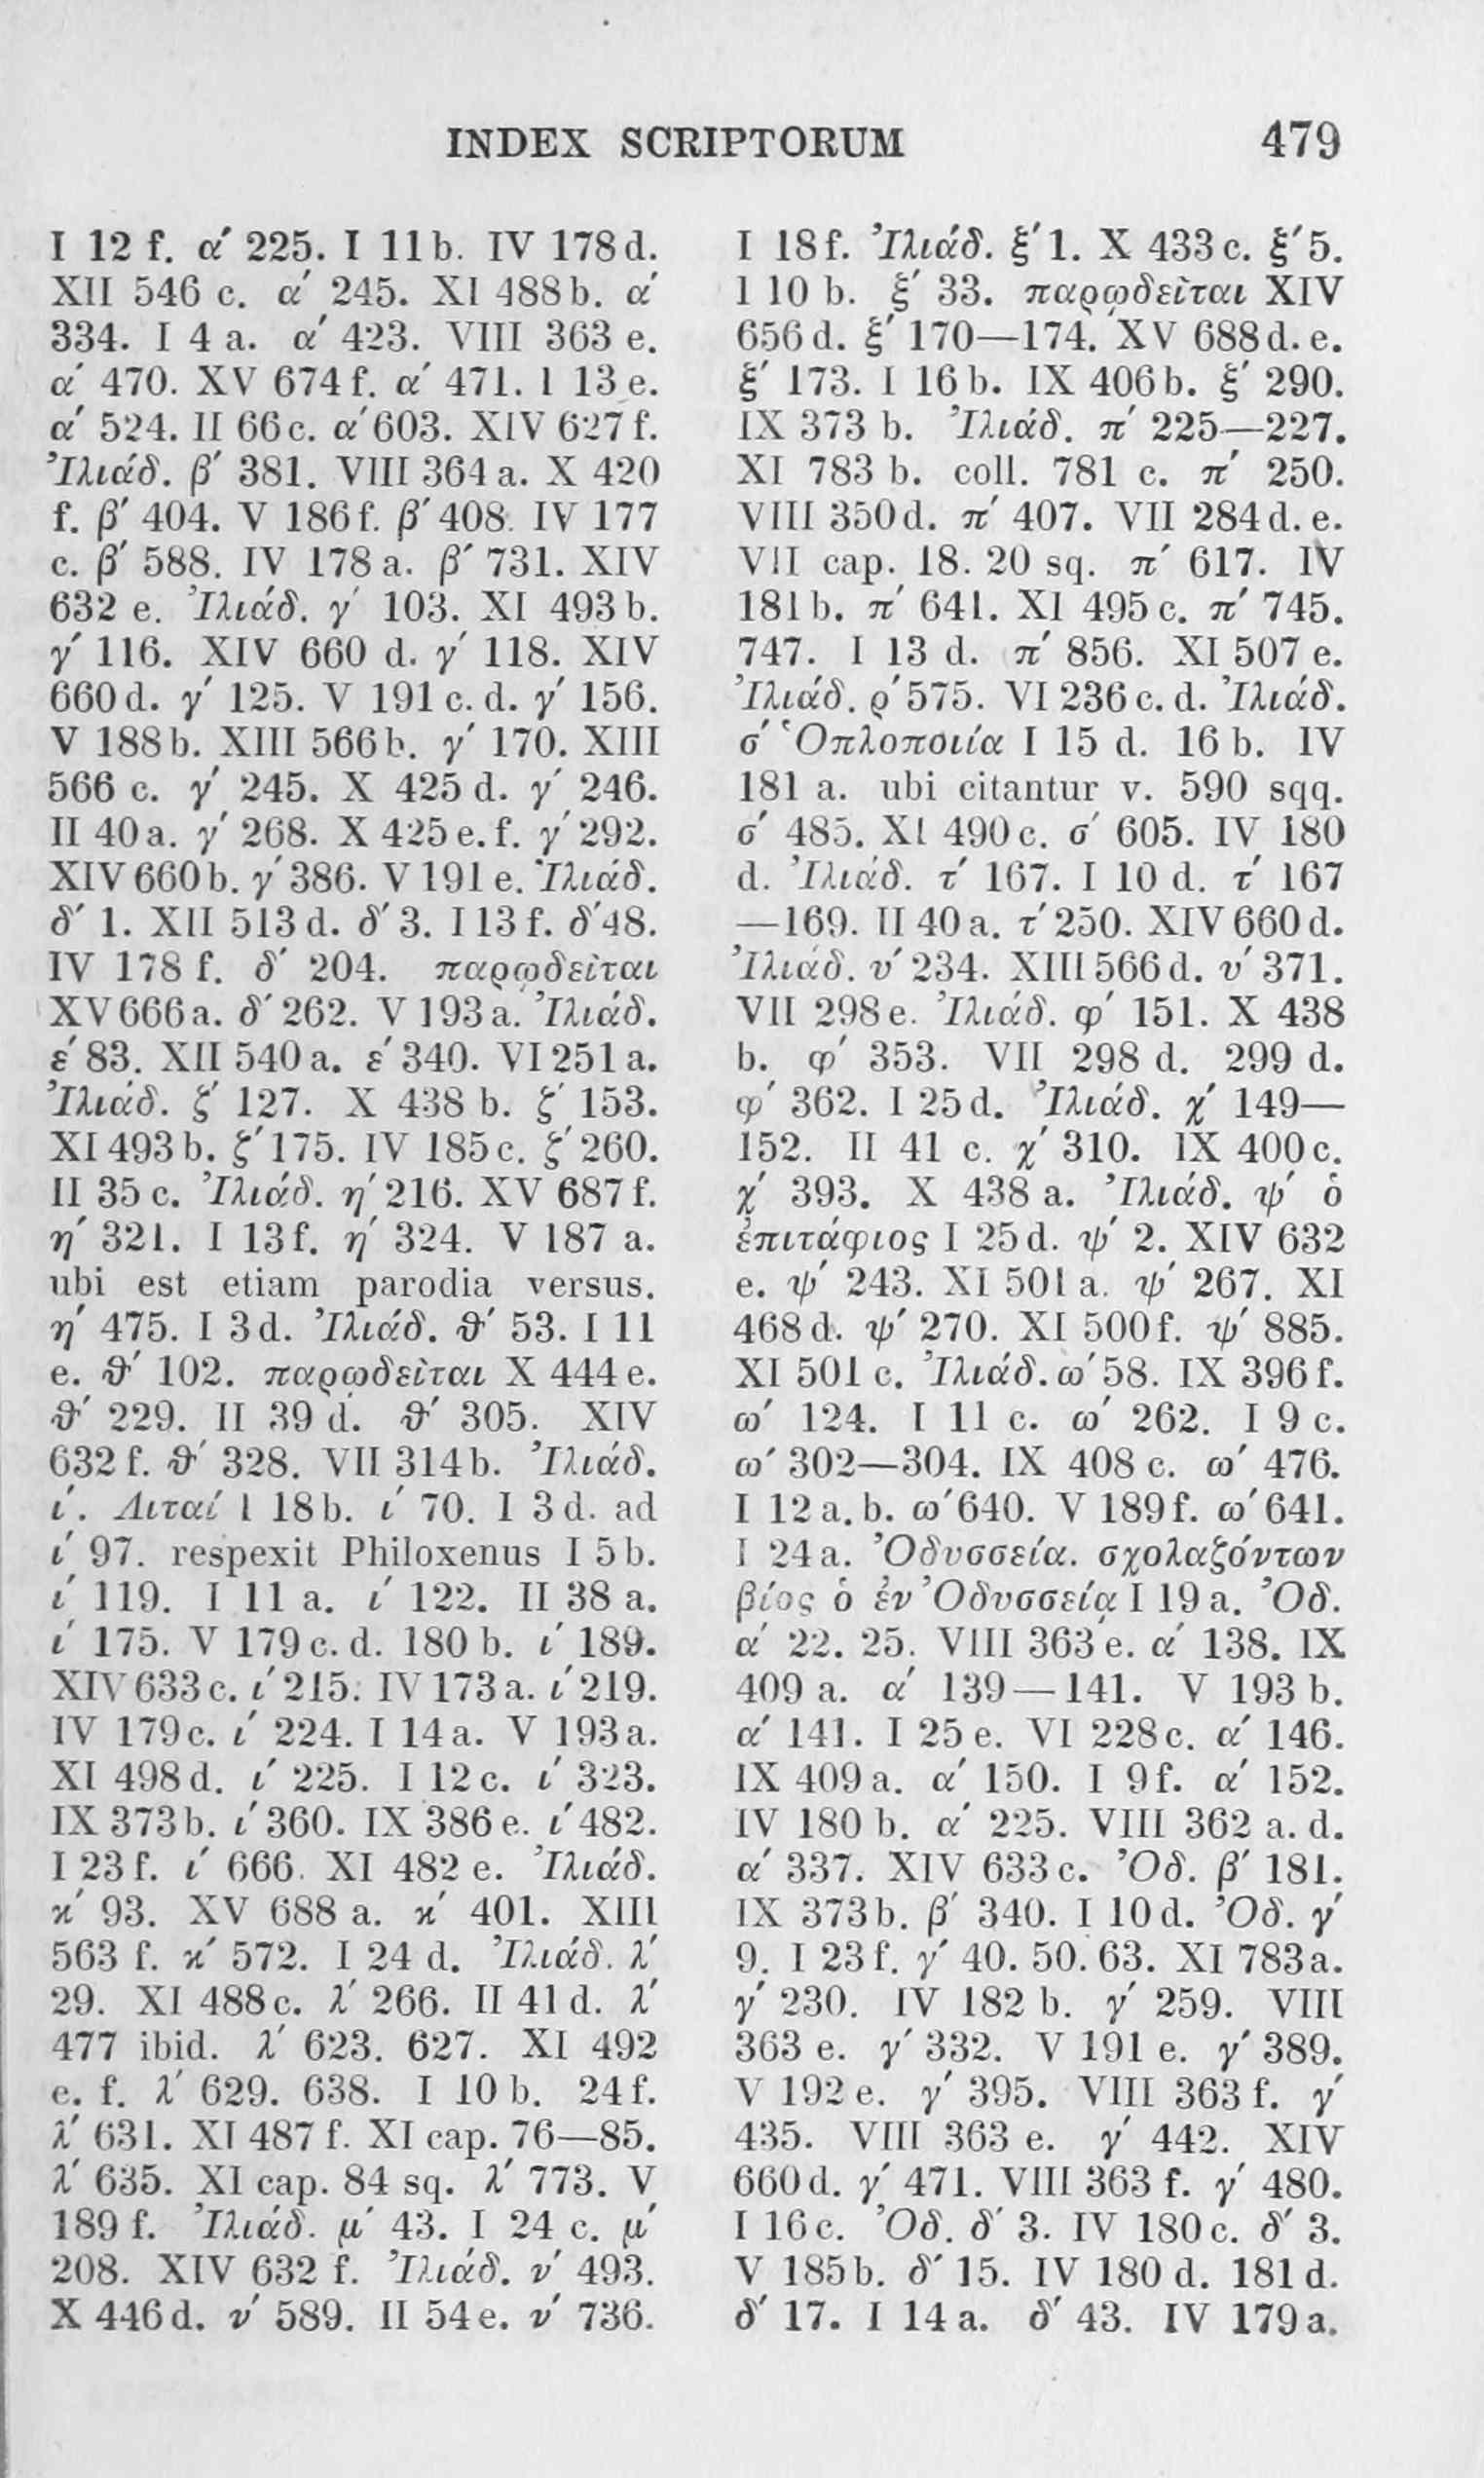 INDEX SCRIPTORUM 479
I 12 f. α′ 225. I 11 b. IV 178 d.
XII 546 c. α′ 245. XI 488 b. α′
334. I 4 a. α′ 423. VIII 363 e.
α′ 470. XV 674 f. α′ 471. I 13 e.
α′ 524. II 66 c. α′ 603. XIV 627 f.
Ἰλιάδ. β′ 381. VIII 364 a. X 420
f. β′ 404. V 186 f. β′ 408. IV 177
c. β′ 588. IV 178 a. β′ 731. XIV
632 e. Ἰλιάδ. γ′ 103. XI 493 b.
γ′ 116. XIV 660 d. γ′ 118. XIV
660 d. γ′ 125. V 191 c. d. γ′ 156.
V 188 b. XIII 566 b. γ′ 170. XIII
566 c. γ′ 245. X 425 d. γ′ 246.
II 40 a. γ′ 268. X 425 e. f. γ′ 292.
XIV 660 b. γ′ 386. V 191 e. Ἰλιάδ.
δ′ 1. XII 513 d. δ′ 3. I 13 f. δ′ 48.
IV 178 f. δ′ 204. παρῳδεῖται
XV 666 a. δ′ 262. V 193 a. Ἰλιάδ.
ε′ 83. XII 540 a. ε′ 340. VI 251 a.
Ἰλιάδ. ζ′ 127. X 438 b. ζ′ 153.
XI 493 b. ζ′ 175. IV 185 c. ζ′ 260.
II 35 c. Ἰλιάδ. η′ 216. XV 687 f.
η′ 321. I 13 f. η′ 324. V 187 a.
ubi est etiam parodia versus.
η′ 475. I 3 d. Ἰλιάδ. ϑ′ 53. I 11
e. ϑ′ 102. παρῳδεῖται X 444 e.
ϑ′ 229. II 39 d. ϑ′ 305. XIV
632 f. ϑ′ 328. VII 314 b. Ἰλιάδ.
ι′. Λιταί I 18 b. ι′ 70. I 3 d. ad
ι′ 97. respexit Philoxenus I 5 b.
ι′ 119. I 11 a. ι′ 122. II 38 a.
ι′ 175. V 179 c. d. 180 b. ι′ 189.
XIV 633 c. ι′ 215. IV 173 a. ι′ 219.
IV 179 c. ι′ 224. I 14 a. V 193 a.
XI 498 d. ι′ 225. I 12 c. ι′ 323.
IX 373 b. ι′ 360. IX 386 e. ι′ 482.
I 23 f. ι′ 666. XI 482 e. Ἰλιάδ.
ϰ′ 93. XV 688 a. ϰ′ 401. XIII
563 f. ϰ′ 572. I 24 d. Ἰλιάδ. λ′
29. XI 488 c. λ′ 266. II 41 d. λ′
477 ibid. λ′ 623. 627. XI 492
e. f. λ′ 629. 638. I 10 b. 24 f.
λ′ 631. XI 487 f. XI cap. 76—85.
λ′ 635. XI cap. 84 sq. λ′ 773. V
189 f. Ἰλιάδ. μ′ 43. I 24 c. μ′
208. XIV 632 f. Ἰλιάδ. ν′ 493.
X 446 d. ν′ 589. II 54 e. ν′ 736.
I 18 f. Ἰλιάδ. ξ′ 1. X 433 c. ξ′ 5.
I 10 b. ξ′ 33. παρῳδεῖται XIV
656 d. ξ′ 170—174. XV 688 d. e.
ξ′ 173. I 16 b. IX 406 b. ξ′ 290.
IX 373 b. Ἰλιάδ. π′ 225—227.
XI 783 b. coll. 781 c. π′ 250.
VIII 350 d. π′ 407. VII 284 d. e.
VII cap. 18. 20 sq. π′ 617. IV
181 b. π′ 641. XI 495 c. π′ 745.
747. I 13 d. π′ 856. XI 507 e.
Ἰλιάδ. ρ′ 575. VI 236 c. d. Ἰλιάδ.
σ′ Ὁπλοποιία I 15 d. 16 b. IV
181 a. ubi citantur v. 590 sqq.
σ′ 485. XI 490 c. σ′ 605. IV 180
d. Ἰλιάδ. τ′ 167. I 10 d. τ′ 167
—169. II 40 a. τ′ 250. XIV 660 d.
Ἰλιάδ. υ′ 234. XIII 566 d. υ′ 371.
VII 298 e. Ἰλιάδ. φ′ 151. X 438
b. φ′ 353. VII 298 d. 299 d.
φ′ 362. I 25 d. Ἰλιάδ. χ′ 149—
152. II 41 c. χ′ 310. IX 400 c.
χ′ 393. X 438 a. Ἰλιάδ. ψ′ ὁ
ἐπιτάφιος I 25 d. ψ′ 2. XIV 632
e. ψ′ 243. XI 501 a. ψ′ 267. XI
468 d. ψ′ 270. XI 500 f. ψ′ 885.
XI 501 c. Ἰλιάδ. ω′ 58. IX 396 f.
ω′ 124. I 11 c. ω′ 262. I 9 c.
ω′ 302—304. IX 408 c. ω′ 476.
I 12 a. b. ω′ 640. V 189 f. ω′ 641.
I 24 a. Ὀδυσσεία. σχολαζόντων
βίος ὁ ἐν Ὀδυσσείᾳ I 19 a. Ὀδ.
α′ 22. 25. VIII 363 e. α′ 138. IX
409 a. α′ 139—141. V 193 b.
α′ 141. I 25 e. VI 228 c. α′ 146.
IX 409 a. α′ 150. I 9 f. α′ 152.
IV 180 b. α′ 225. VIII 362 a. d.
α′ 337. XIV 633 c. Ὀδ. β′ 181.
IX 373 b. β′ 340. I 10 d. Ὀδ. γ′
9. I 23 f. γ′ 40. 50. 63. XI 783 a.
γ′ 230. IV 182 b. γ′ 259. VIII
363 e. γ′ 332. V 191 e. γ′ 389.
V 192 e. γ′ 395. VIII 363 f. γ′
435. VIII 363 e. γ′ 442. XIV
660 d. γ′ 471. VIII 363 f. γ′ 480.
I 16 c. Ὀδ. δ′ 3. IV 180 c. δ′ 3.
V 185 b. δ′ 15. IV 180 d. 181 d.
δ′ 17. I 14 a. δ′ 43. IV 179 a.